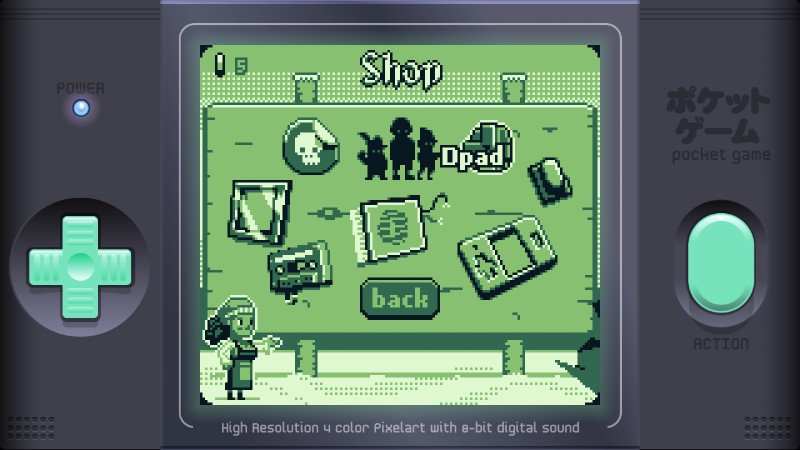 5
Shop
POWER
ポケット
ゲーム
pocket game
Dpad
back
ACTION
High Resolution 4 color Pixelart with 8-bit digital sound